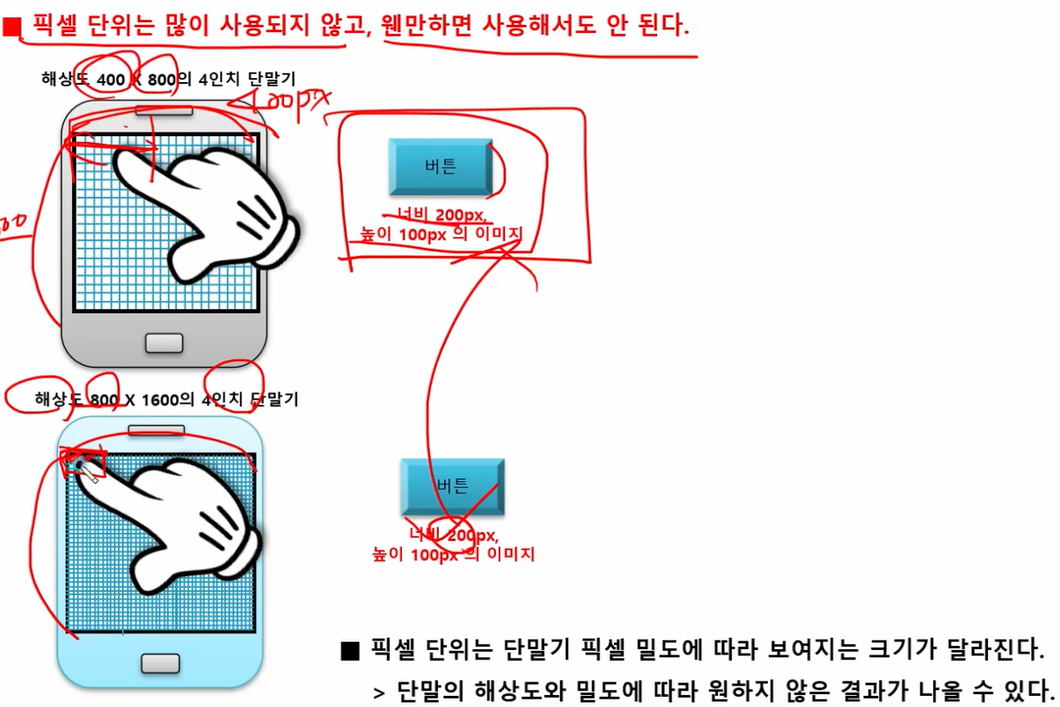 ■ 픽셀 단위는 많이 사용되지 않고, 웬만하면 사용해서도 안 된다.
해상도 400 X 800의 4인치 단말기
400px
버튼
너비 200px,
높이 100px 의 이미지
해상도 800 X 1600의 4인치 단말기
버튼
너비 200px,
높이 100px 의 이미지
■ 픽셀 단위는 단말기 픽셀 밀도에 따라 보여지는 크기가 달라진다.
> 단말의 해상도와 밀도에 따라 원하지 않은 결과가 나올 수 있다.